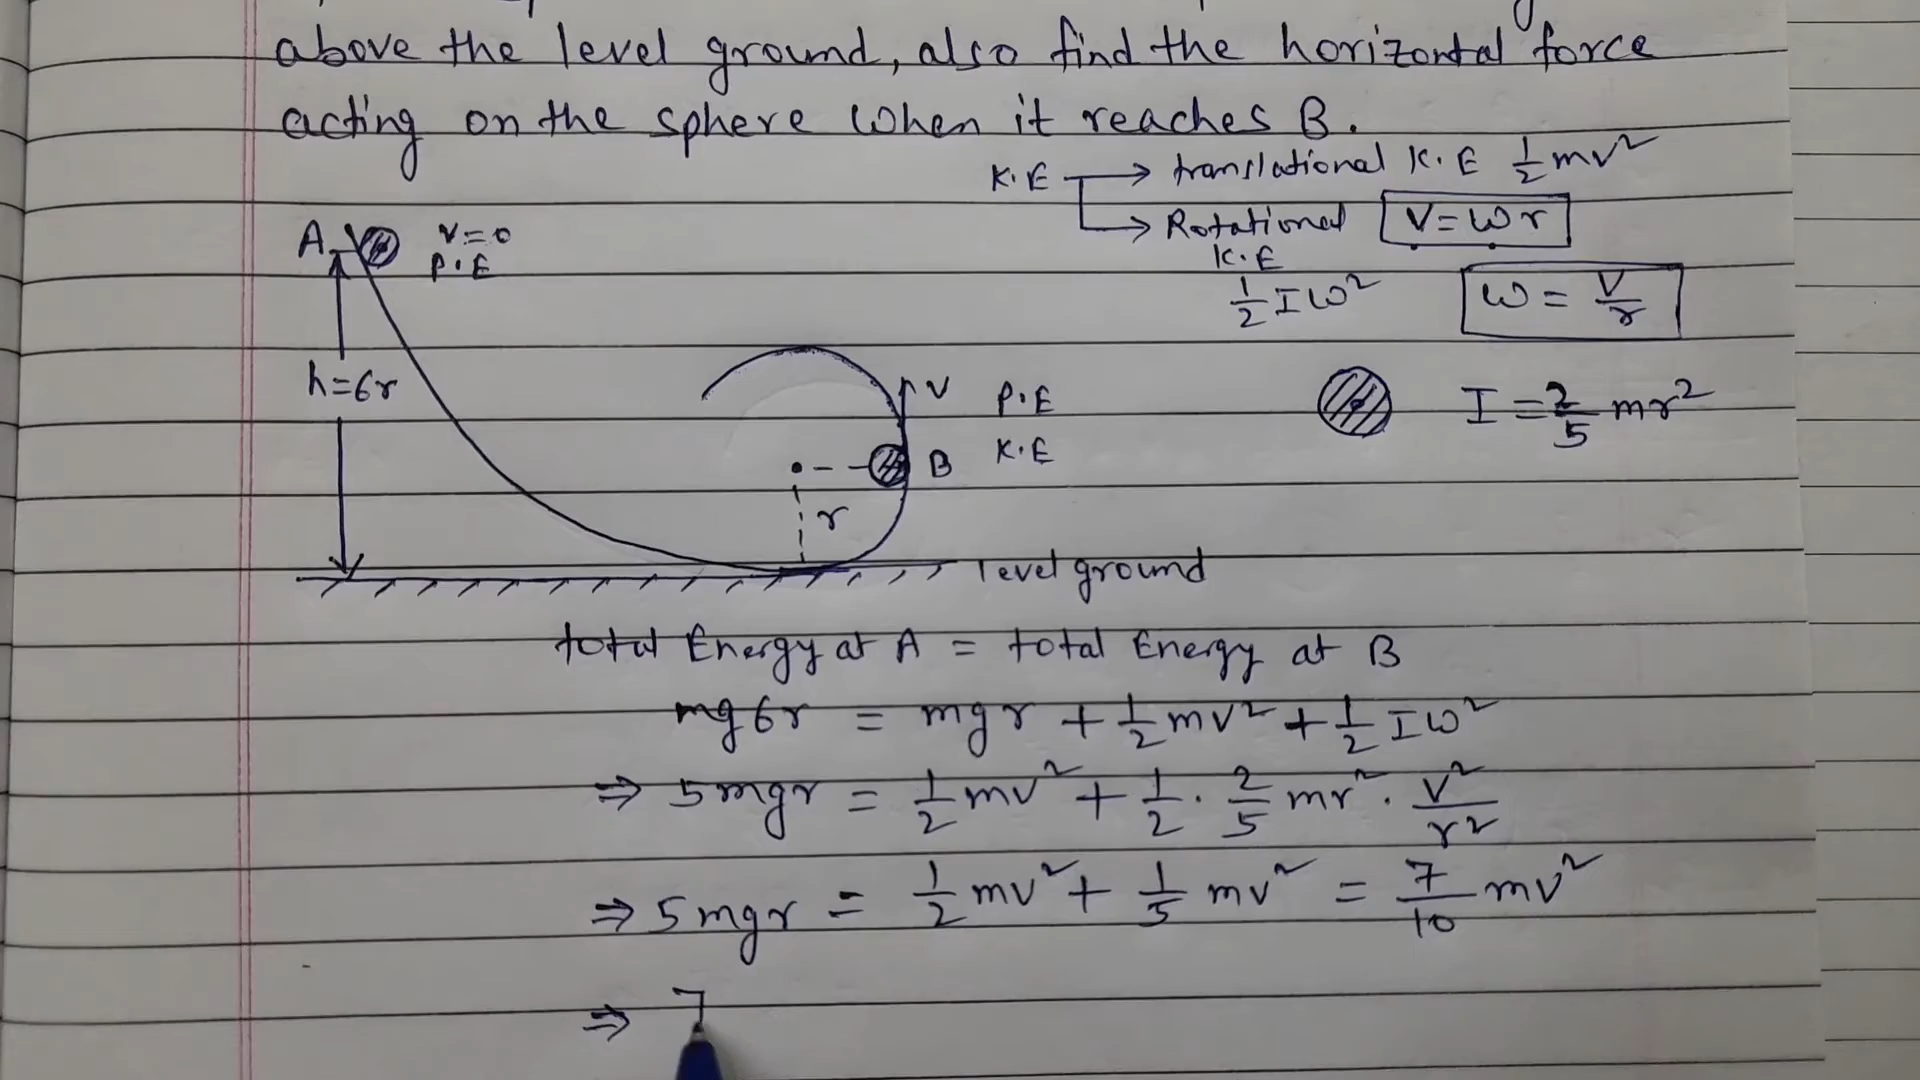 above the level ground, also find the horizontal force
acting on the sphere when it reaches B.
K.E → translational K.E ½mv²
→ Rotational K.E ½Iω²
V=ωr
ω = V/r
A
V=0
P.E
h=6r
V
P.E
K.E
B
r
I = 2/5 mr²
level ground
total Energy at A = total Energy at B
mg6r = mgr + ½mv² + ½Iω²
⇒ 5mgr = ½mv² + ½ · 2/5 mr² · V²/r²
⇒ 5mgr = ½mv² + 1/5 mv² = 7/10 mv²
⇒ 7